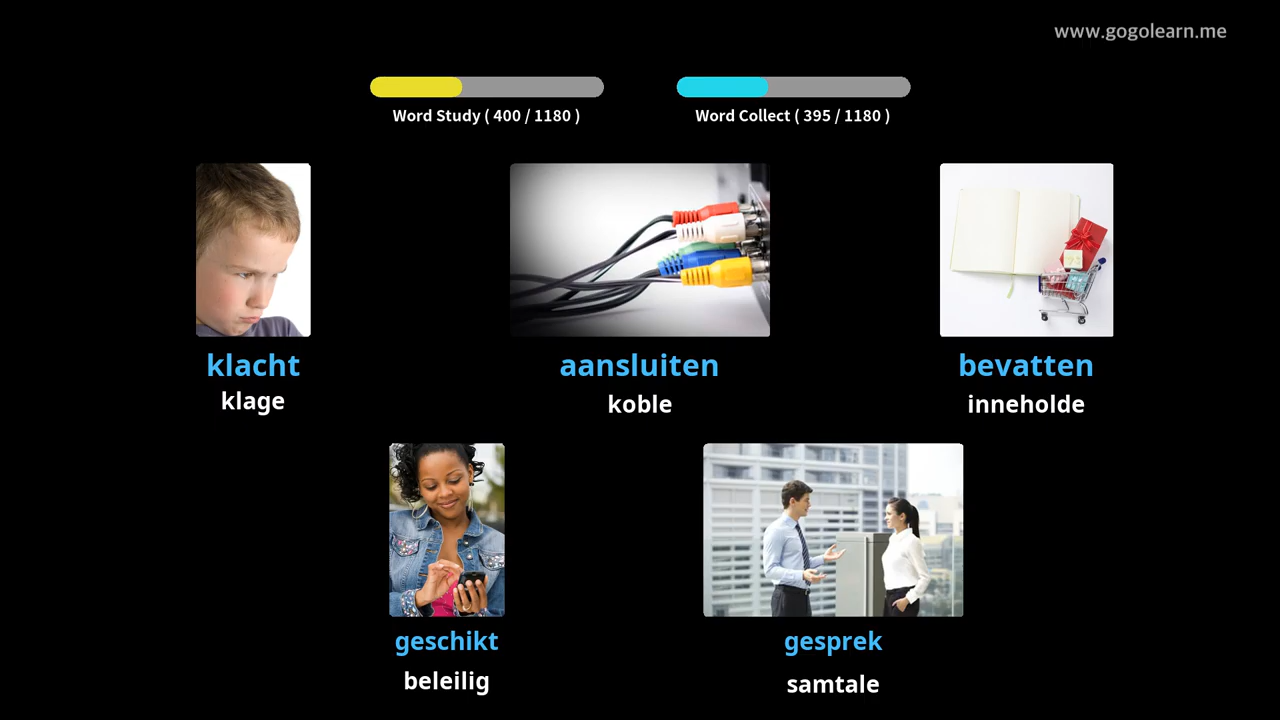 www.gogolearn.me
Word Study ( 400 / 1180 )
Word Collect ( 395 / 1180 )
klacht
klage
aansluiten
koble
bevatten
inneholde
geschikt
beleilig
gesprek
samtale